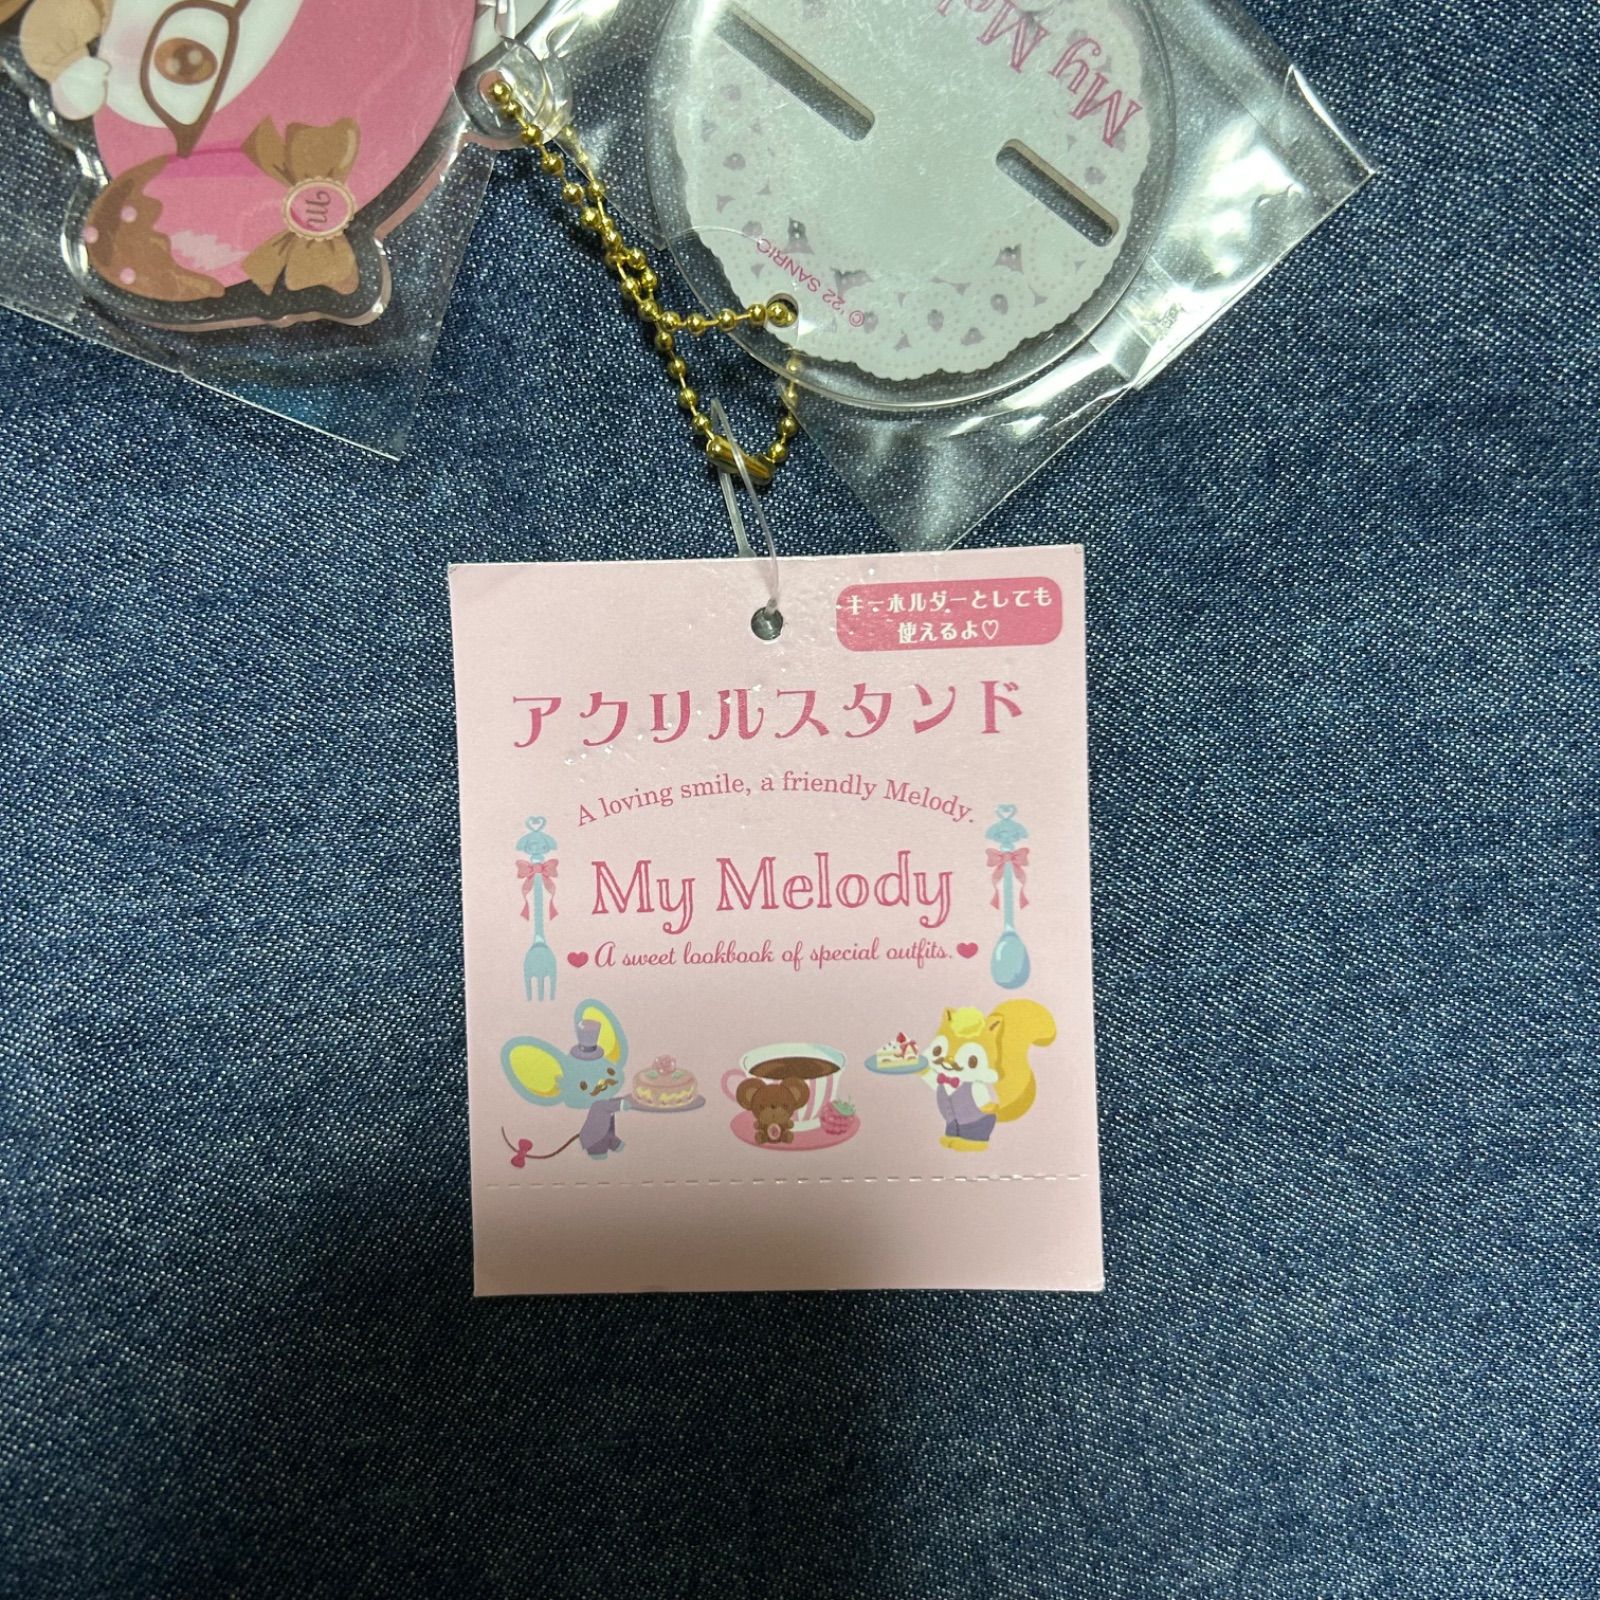 My Mel
© '22 SANRIO
m
キーホルダーとしても
使えるよ♡
アクリルスタンド
A loving smile, a friendly Melody.
My Melody
♥ A sweet lookbook of special outfits. ♥